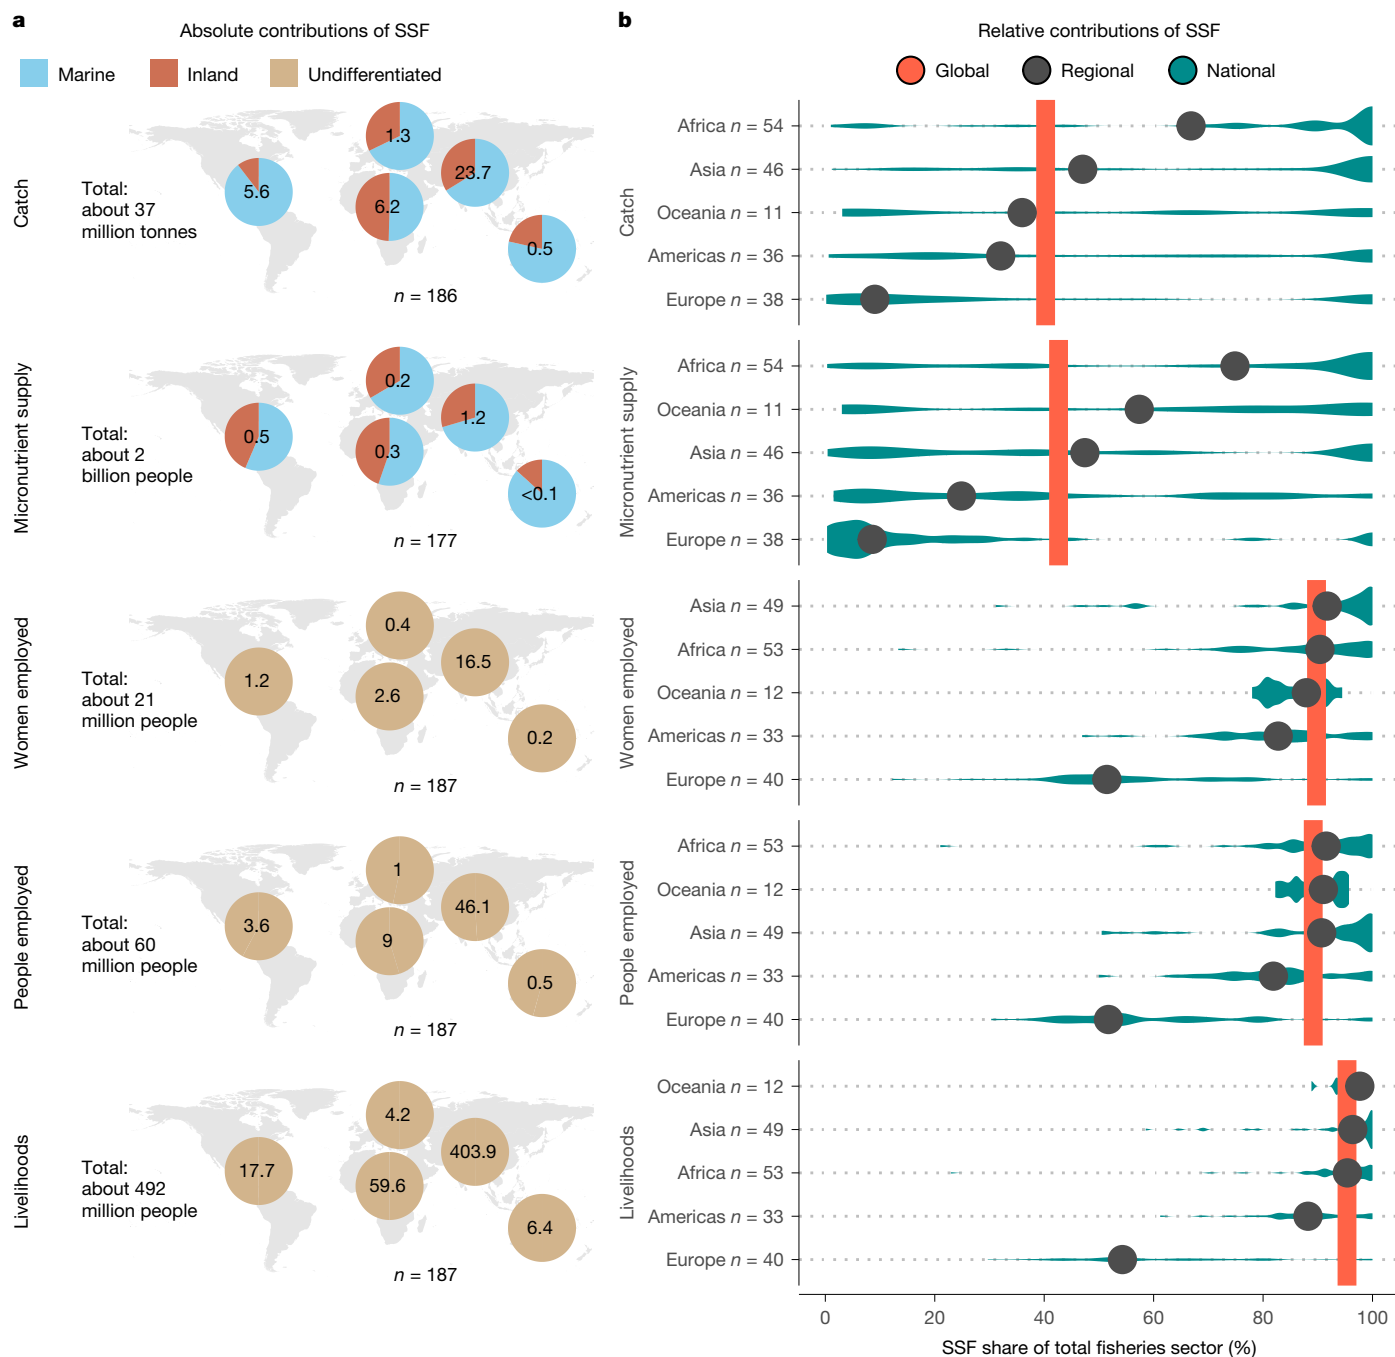 a
Absolute contributions of SSF
Marine
Inland
Undifferentiated
Catch
Total:
about 37
million tonnes
5.6
1.3
23.7
6.2
0.5
n = 186
Micronutrient supply
Total:
about 2
billion people
0.5
0.2
1.2
0.3
<0.1
n = 177
Women employed
Total:
about 21
million people
1.2
0.4
16.5
2.6
0.2
n = 187
People employed
Total:
about 60
million people
3.6
1
46.1
9
0.5
n = 187
Livelihoods
Total:
about 492
million people
17.7
4.2
403.9
59.6
6.4
n = 187
b
Relative contributions of SSF
Global
Regional
National
Catch
Africa n = 54
Asia n = 46
Oceania n = 11
Americas n = 36
Europe n = 38
Micronutrient supply
Africa n = 54
Oceania n = 11
Asia n = 46
Americas n = 36
Europe n = 38
Women employed
Asia n = 49
Africa n = 53
Oceania n = 12
Americas n = 33
Europe n = 40
People employed
Africa n = 53
Oceania n = 12
Asia n = 49
Americas n = 33
Europe n = 40
Livelihoods
Oceania n = 12
Asia n = 49
Africa n = 53
Americas n = 33
Europe n = 40
0 20 40 60 80 100
SSF share of total fisheries sector (%)